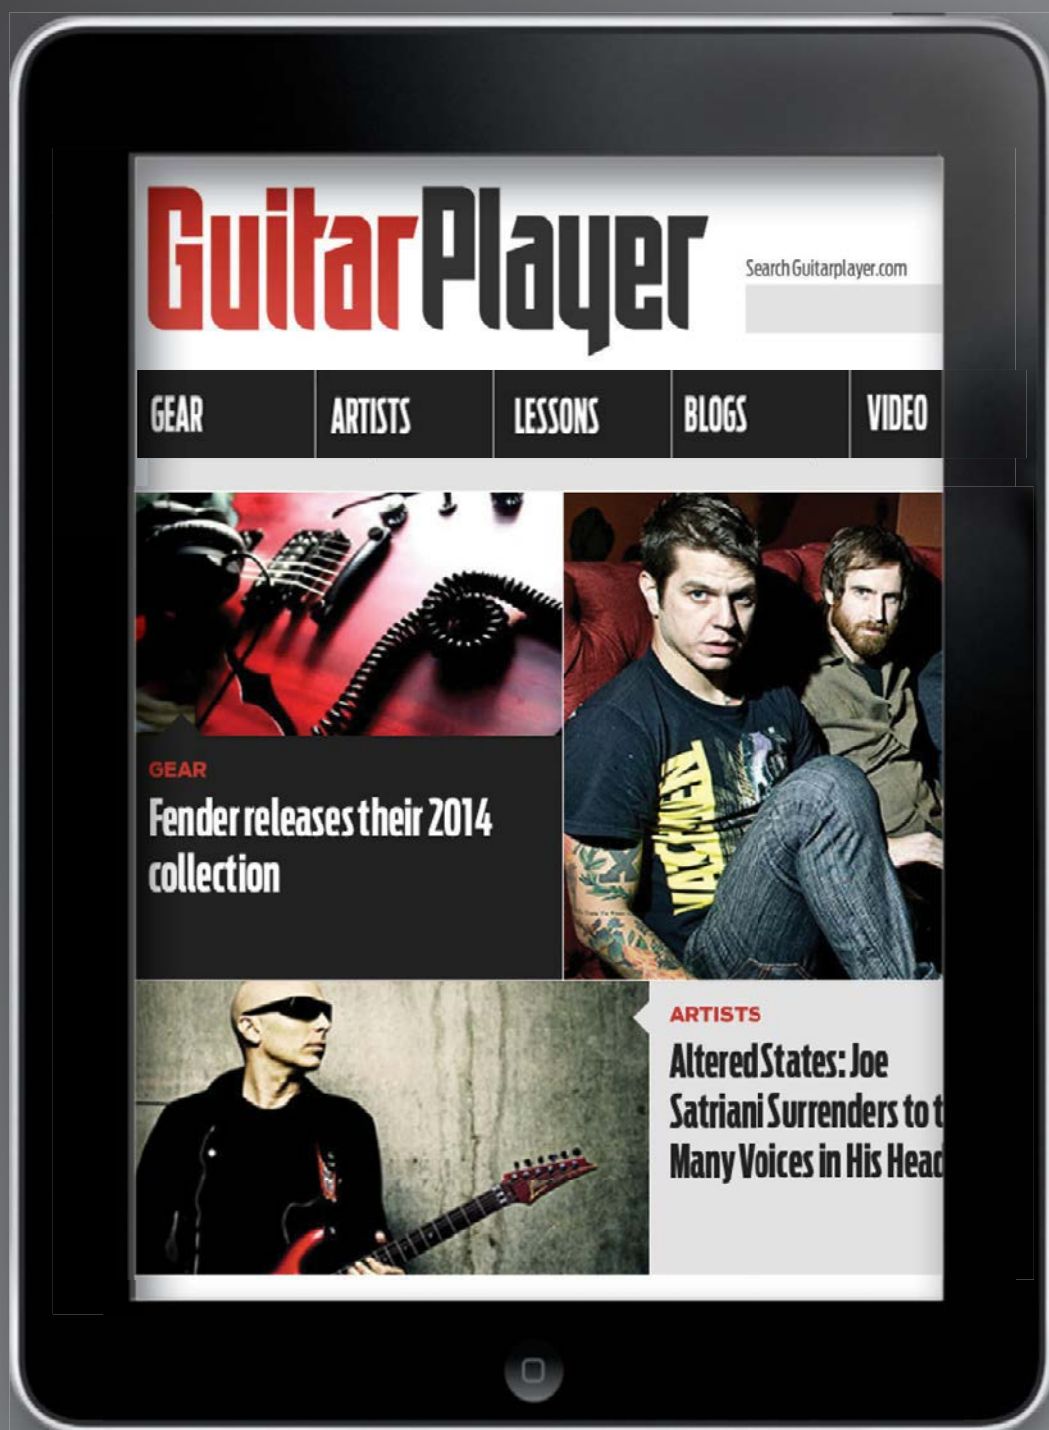 GuitarPlayer
Search Guitarplayer.com
GEAR
ARTISTS
LESSONS
BLOGS
VIDEO
GEAR
Fender releases their 2014
collection
ARTISTS
Altered States: Joe
Satriani Surrenders to t
Many Voices in His Head